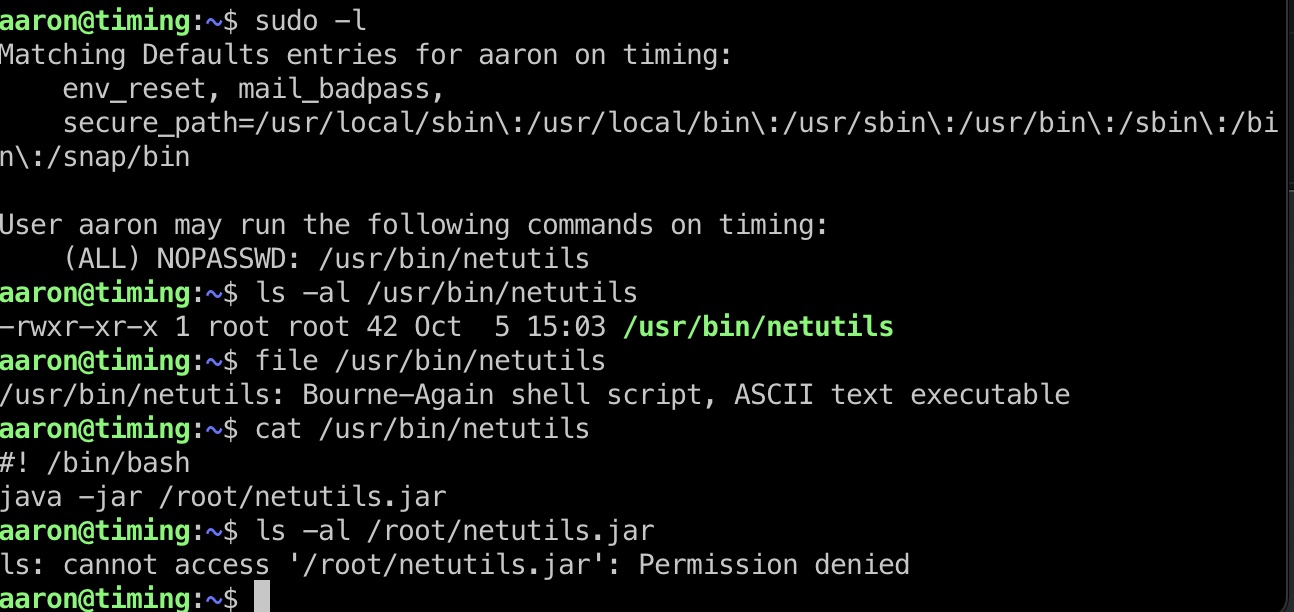 aaron@timing:~$ sudo -l
Matching Defaults entries for aaron on timing:
    env_reset, mail_badpass,
    secure_path=/usr/local/sbin\:/usr/local/bin\:/usr/sbin\:/usr/bin\:/sbin\:/bi
n\:/snap/bin

User aaron may run the following commands on timing:
    (ALL) NOPASSWD: /usr/bin/netutils
aaron@timing:~$ ls -al /usr/bin/netutils
-rwxr-xr-x 1 root root 42 Oct  5 15:03 /usr/bin/netutils
aaron@timing:~$ file /usr/bin/netutils
/usr/bin/netutils: Bourne-Again shell script, ASCII text executable
aaron@timing:~$ cat /usr/bin/netutils
#! /bin/bash
java -jar /root/netutils.jar
aaron@timing:~$ ls -al /root/netutils.jar
ls: cannot access '/root/netutils.jar': Permission denied
aaron@timing:~$